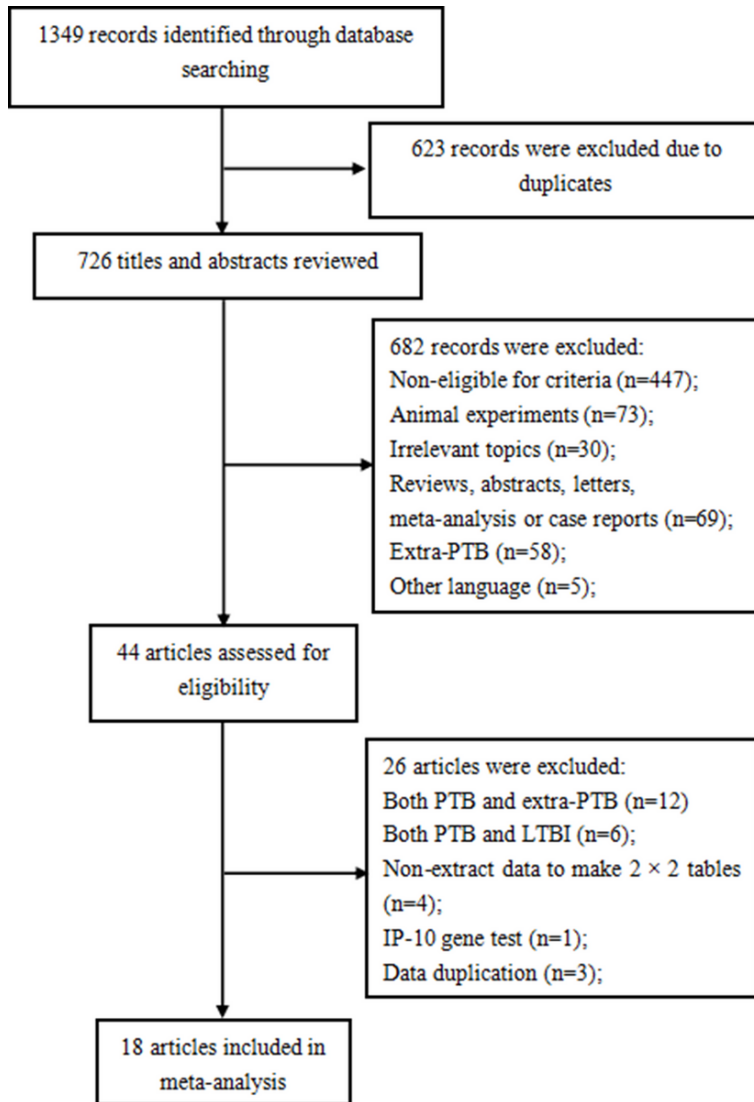 1349 records identified through database
searching
623 records were excluded due to
duplicates
726 titles and abstracts reviewed
682 records were excluded:
Non-eligible for criteria (n=447);
Animal experiments (n=73);
Irrelevant topics (n=30);
Reviews, abstracts, letters,
meta-analysis or case reports (n=69);
Extra-PTB (n=58);
Other language (n=5);
44 articles assessed for
eligibility
26 articles were excluded:
Both PTB and extra-PTB (n=12)
Both PTB and LTBI (n=6);
Non-extract data to make 2 × 2 tables
(n=4);
IP-10 gene test (n=1);
Data duplication (n=3);
18 articles included in
meta-analysis